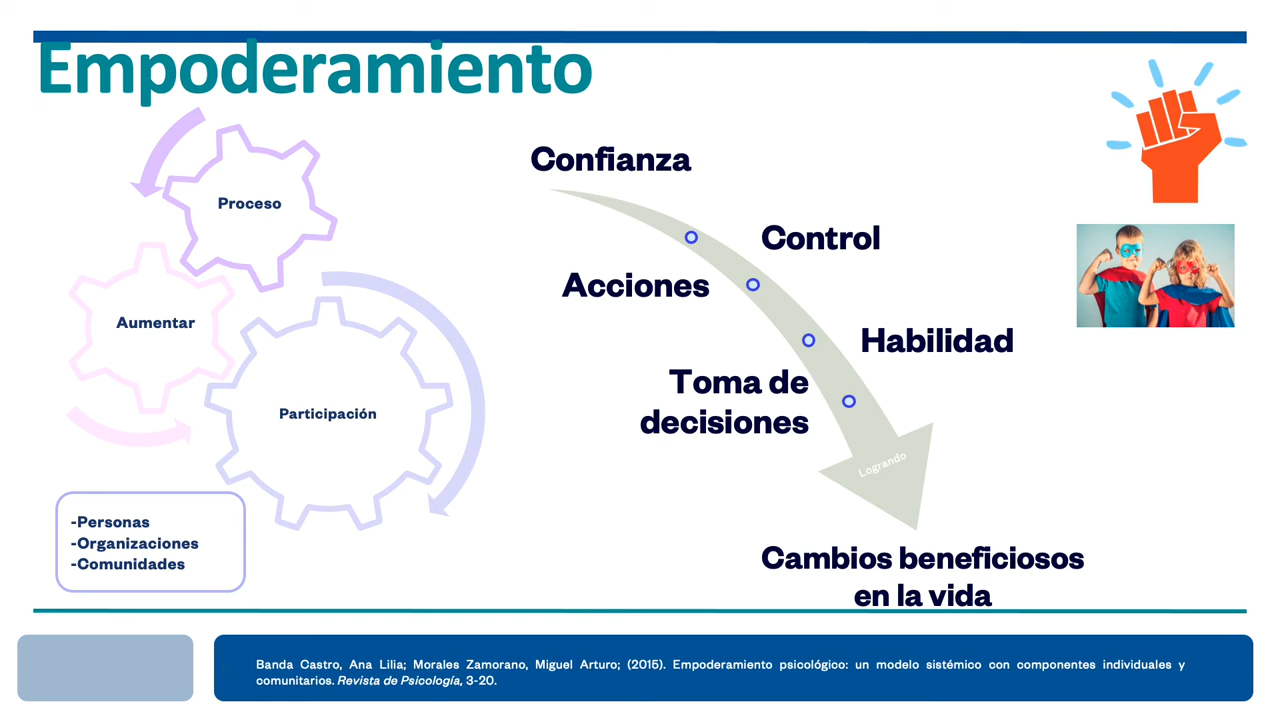 Empoderamiento
Proceso
Aumentar
Participación
-Personas
-Organizaciones
-Comunidades
Confianza
Control
Acciones
Habilidad
Toma de
decisiones
Logrando
Cambios beneficiosos
en la vida
Banda Castro, Ana Lilia; Morales Zamorano, Miguel Arturo; (2015). Empoderamiento psicológico: un modelo sistémico con componentes individuales y
comunitarios. Revista de Psicología, 3-20.